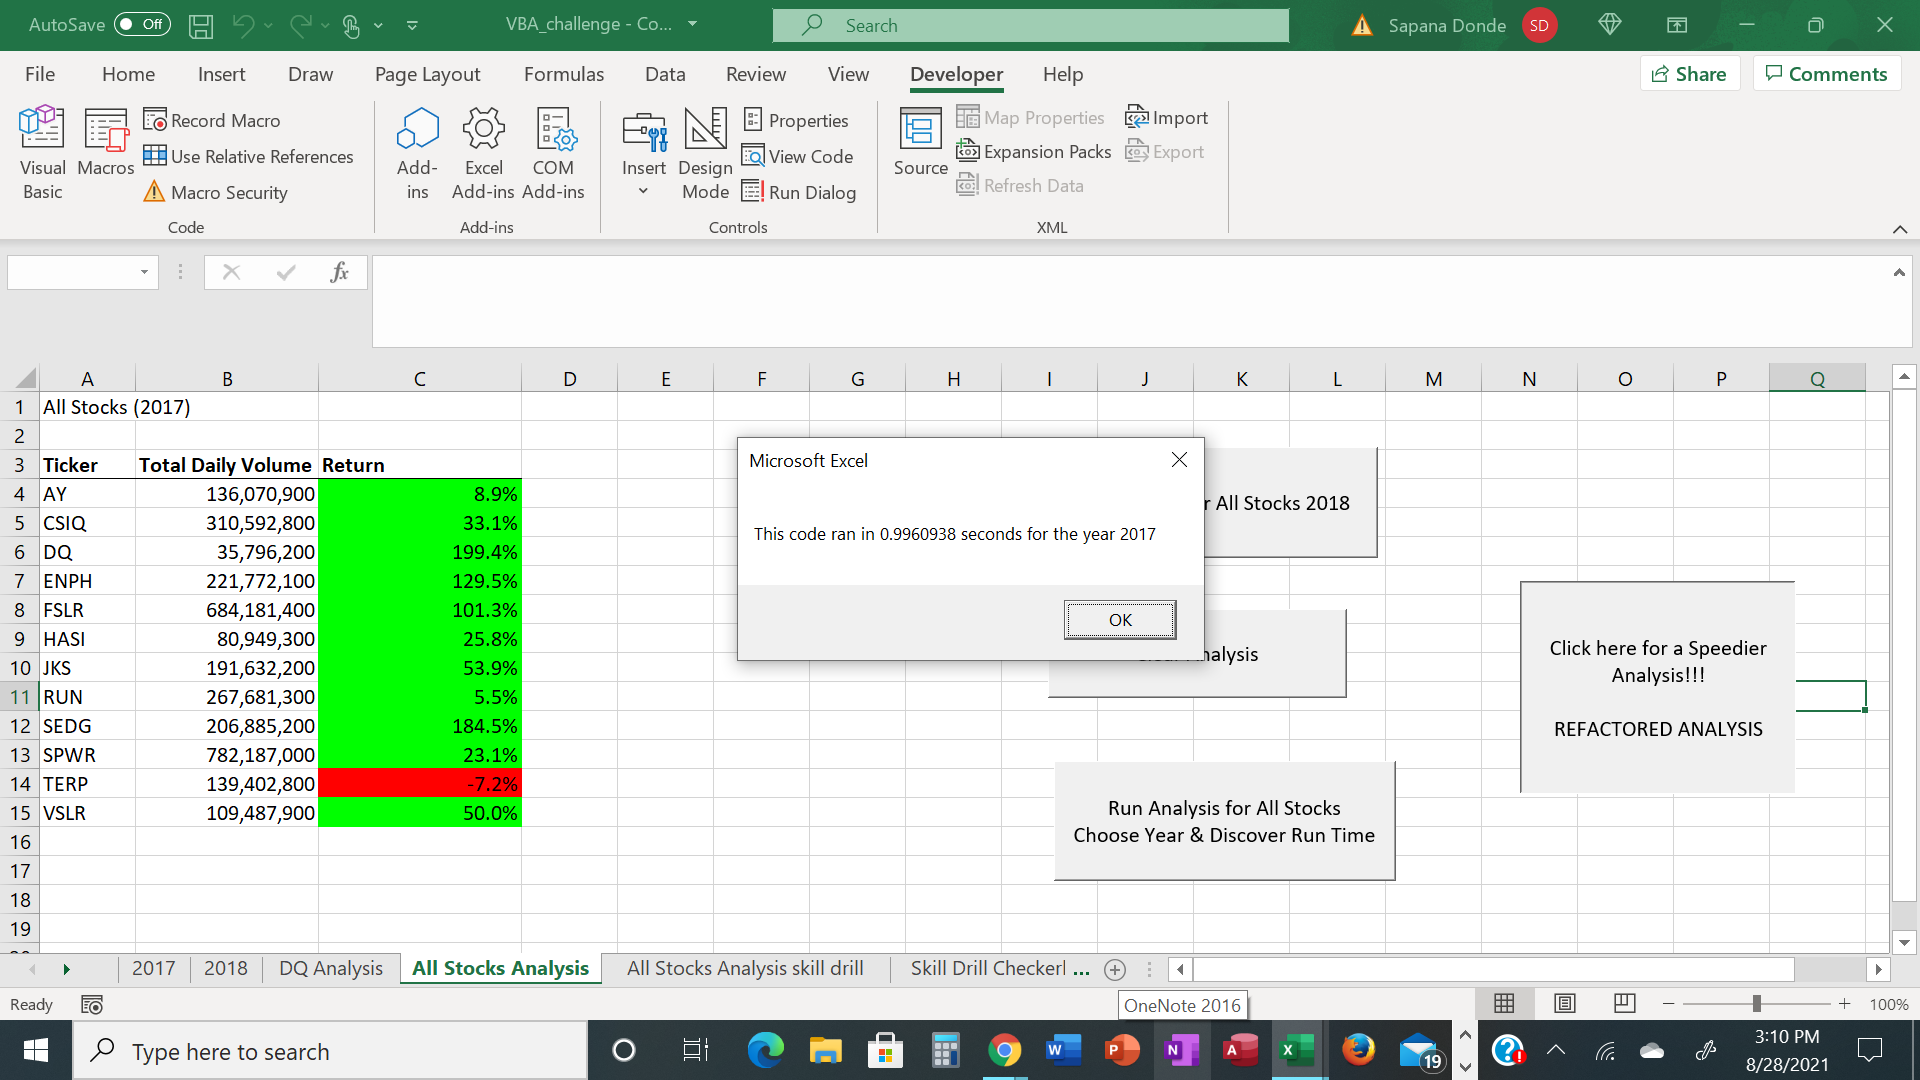 AutoSave Off VBA_challenge - Co... Search Sapana Donde SD
File Home Insert Draw Page Layout Formulas Data Review View Developer Help Share Comments
Visual Basic
Macros
Record Macro
Use Relative References
Macro Security
Code
Add-ins
Excel Add-ins
COM Add-ins
Add-ins
Insert
Design Mode
Properties
View Code
Run Dialog
Controls
Source
Map Properties
Expansion Packs
Refresh Data
Import
Export
XML
fx
A B C D E F G H I J K L M N O P Q
1 All Stocks (2017)
2
3 Ticker Total Daily Volume Return
4 AY 136,070,900 8.9%
5 CSIQ 310,592,800 33.1%
6 DQ 35,796,200 199.4%
7 ENPH 221,772,100 129.5%
8 FSLR 684,181,400 101.3%
9 HASI 80,949,300 25.8%
10 JKS 191,632,200 53.9%
11 RUN 267,681,300 5.5%
12 SEDG 206,885,200 184.5%
13 SPWR 782,187,000 23.1%
14 TERP 139,402,800 -7.2%
15 VSLR 109,487,900 50.0%
16
17
18
19
Microsoft Excel
This code ran in 0.9960938 seconds for the year 2017
OK
r All Stocks 2018
nalysis
Run Analysis for All Stocks
Choose Year & Discover Run Time
Click here for a Speedier
Analysis!!!
REFACTORED ANALYSIS
2017 2018 DQ Analysis All Stocks Analysis All Stocks Analysis skill drill Skill Drill Checkerl ...
Ready OneNote 2016 100%
Type here to search 19 3:10 PM
8/28/2021